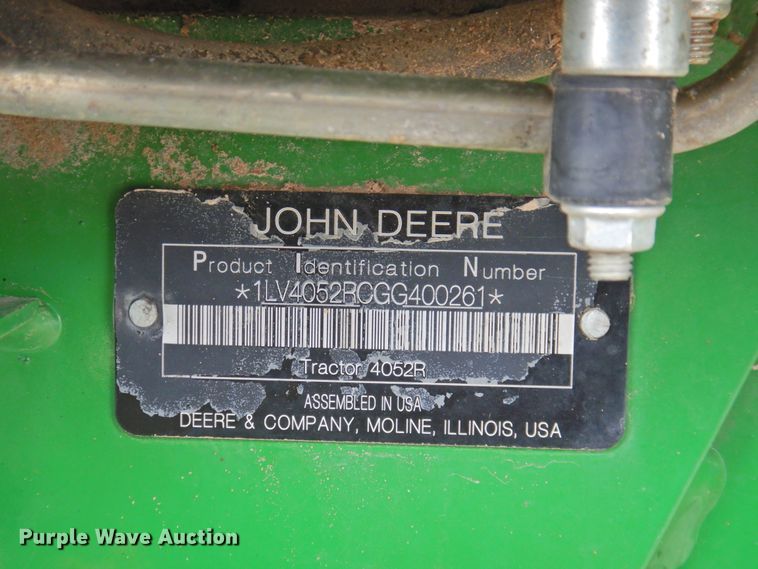 JOHN DEERE
Product Identification Number
*1LV4052RCGG400261*
Tractor 4052R
ASSEMBLED IN USA
DEERE & COMPANY, MOLINE, ILLINOIS, USA
Purple Wave Auction